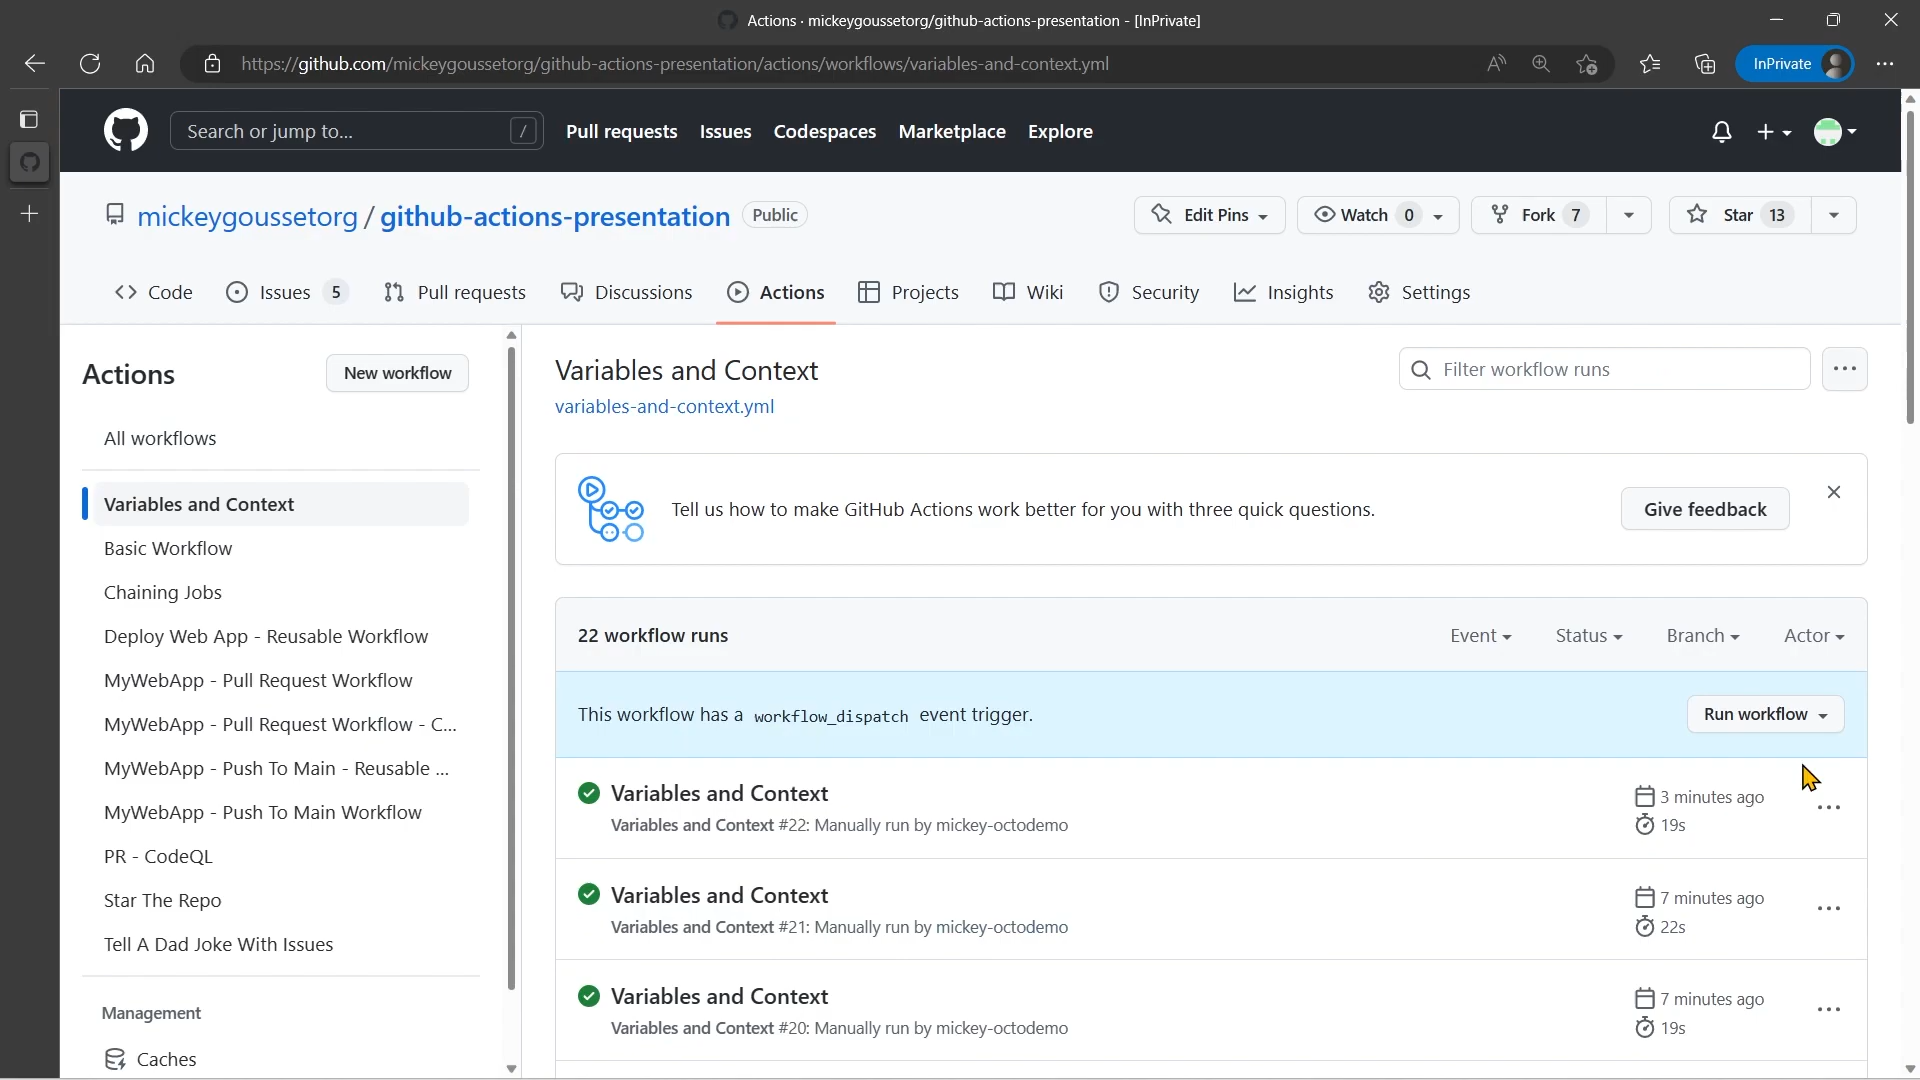 Actions · mickeygoussetorg/github-actions-presentation - [InPrivate]
https://github.com/mickeygoussetorg/github-actions-presentation/actions/workflows/variables-and-context.yml
InPrivate
Search or jump to... /
Pull requests Issues Codespaces Marketplace Explore
mickeygoussetorg / github-actions-presentation Public
Edit Pins Watch 0 Fork 7 Star 13
Code Issues 5 Pull requests Discussions Actions Projects Wiki Security Insights Settings
Actions
New workflow
All workflows
Variables and Context
Basic Workflow
Chaining Jobs
Deploy Web App - Reusable Workflow
MyWebApp - Pull Request Workflow
MyWebApp - Pull Request Workflow - C...
MyWebApp - Push To Main - Reusable ...
MyWebApp - Push To Main Workflow
PR - CodeQL
Star The Repo
Tell A Dad Joke With Issues
Management
Caches
Variables and Context
variables-and-context.yml
Filter workflow runs
Tell us how to make GitHub Actions work better for you with three quick questions.
Give feedback
22 workflow runs
Event Status Branch Actor
This workflow has a workflow_dispatch event trigger.
Run workflow
Variables and Context
Variables and Context #22: Manually run by mickey-octodemo
3 minutes ago
19s
Variables and Context
Variables and Context #21: Manually run by mickey-octodemo
7 minutes ago
22s
Variables and Context
Variables and Context #20: Manually run by mickey-octodemo
7 minutes ago
19s